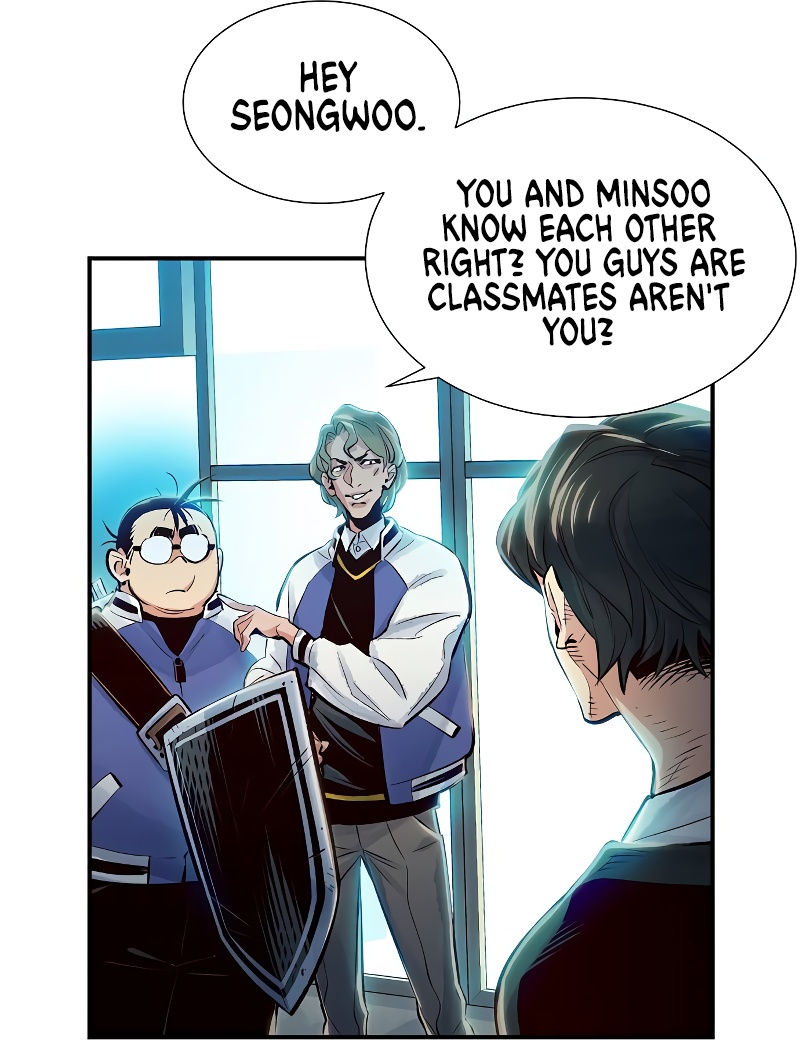 HEY
SEONGWOO.
YOU AND MINSOO
KNOW EACH OTHER
RIGHT? YOU GUYS ARE
CLASSMATES AREN'T
YOU?